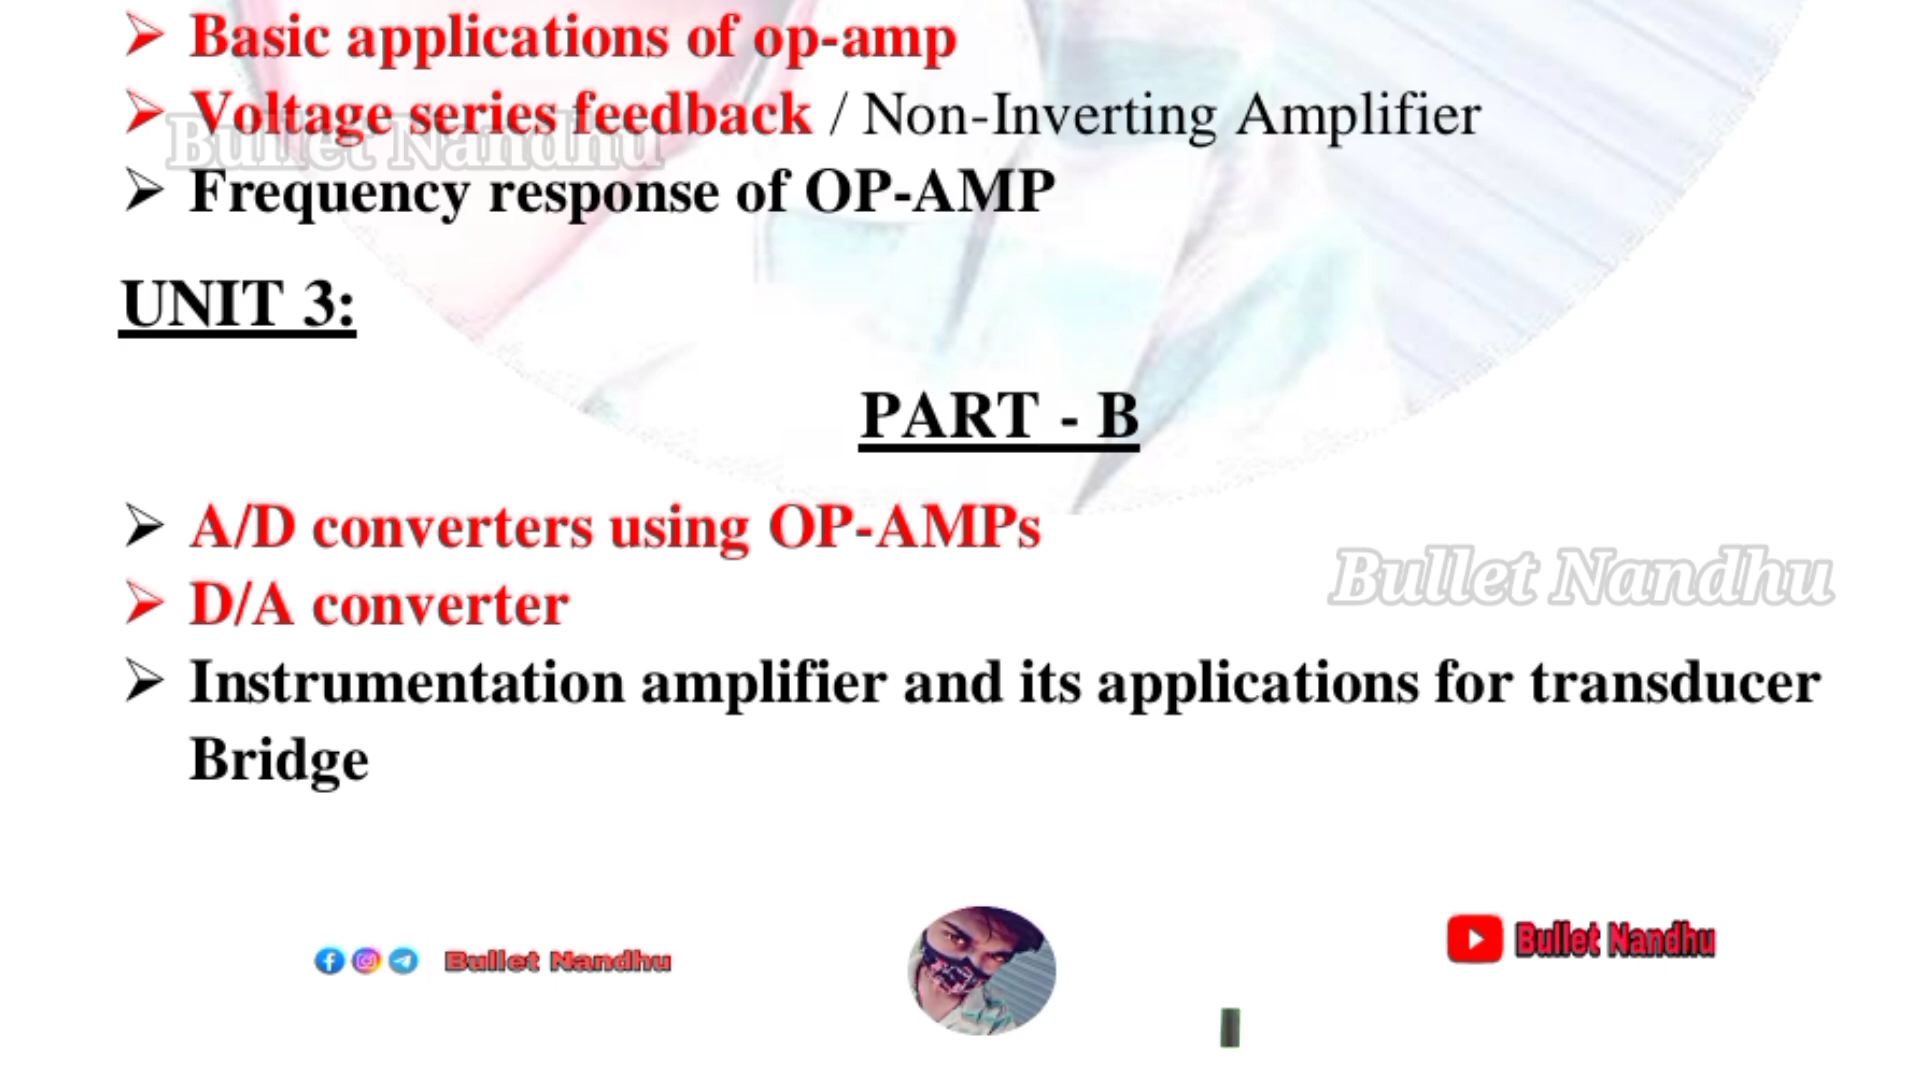 ➢ Basic applications of op-amp
➢ Voltage series feedback / Non-Inverting Amplifier
Bullet Nandhu
➢ Frequency response of OP-AMP
UNIT 3:
PART - B
➢ A/D converters using OP-AMPs
Bullet Nandhu
➢ D/A converter
➢ Instrumentation amplifier and its applications for transducer
Bridge
Bullet Nandhu
Bullet Nandhu